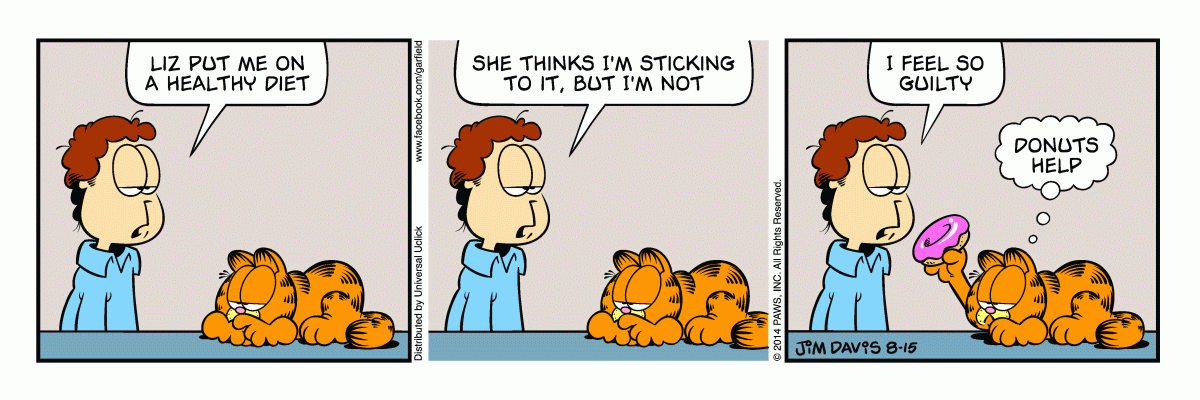 LIZ PUT ME ON
A HEALTHY DIET
www.facebook.com/garfield
Distributed by Universal Uclick
SHE THINKS I'M STICKING
TO IT, BUT I'M NOT
© 2014 PAWS, INC. All Rights Reserved.
I FEEL SO
GUILTY
DONUTS
HELP
JIM DAVIS 8-15